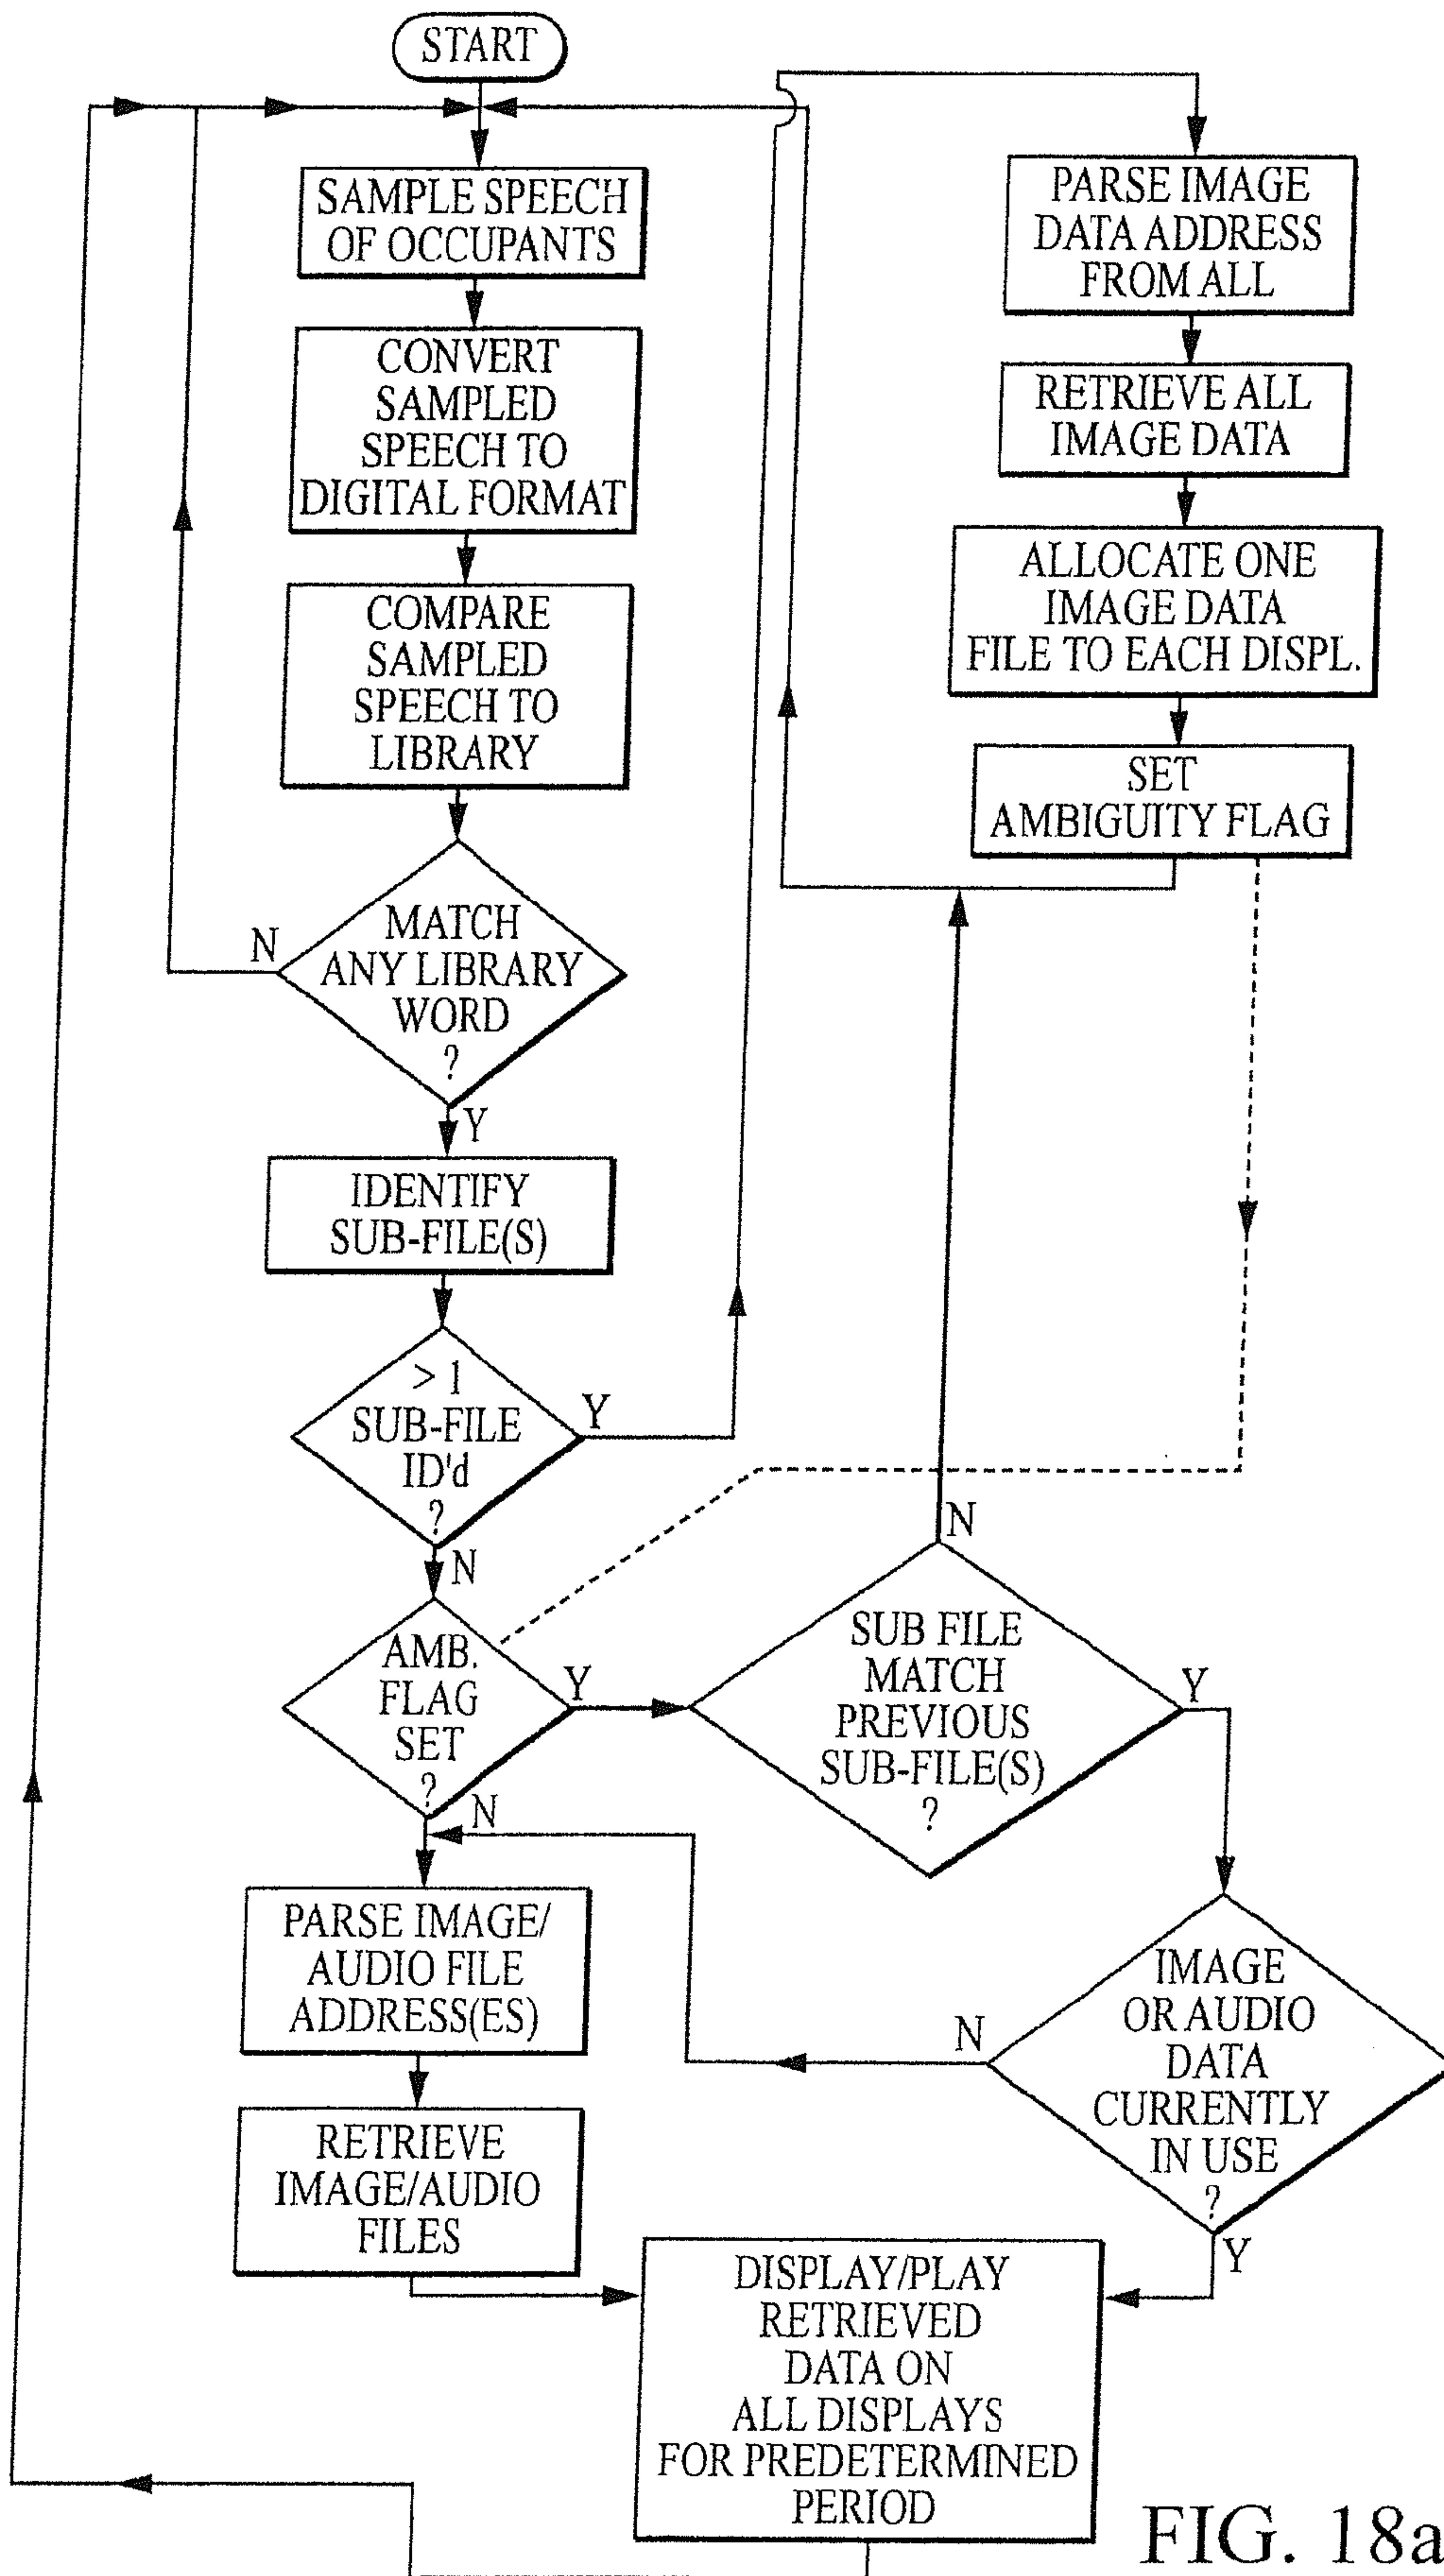 START
SAMPLE SPEECH
OF OCCUPANTS
CONVERT
SAMPLED
SPEECH TO
DIGITAL FORMAT
COMPARE
SAMPLED
SPEECH TO
LIBRARY
MATCH
ANY LIBRARY
WORD
?
N
Y
IDENTIFY
SUB-FILE(S)
> 1
SUB-FILE
ID'd
?
Y
N
AMB.
FLAG
SET
?
Y
N
PARSE IMAGE/
AUDIO FILE
ADDRESS(ES)
RETRIEVE
IMAGE/AUDIO
FILES
PARSE IMAGE
DATA ADDRESS
FROM ALL
RETRIEVE ALL
IMAGE DATA
ALLOCATE ONE
IMAGE DATA
FILE TO EACH DISPL.
SET
AMBIGUITY FLAG
N
SUB FILE
MATCH
PREVIOUS
SUB-FILE(S)
?
Y
IMAGE
OR AUDIO
DATA
CURRENTLY
IN USE
?
N
Y
DISPLAY/PLAY
RETRIEVED
DATA ON
ALL DISPLAYS
FOR PREDETERMINED
PERIOD
FIG. 18a